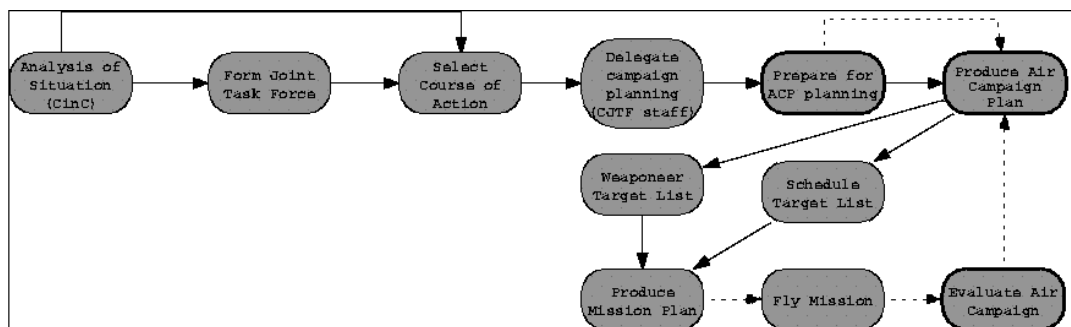 Analysis of
Situation
(CinC)
Form Joint
Task Force
Select
Course of
Action
Delegate
campaign
planning
(CJTF staff)
Prepare for
ACP planning
Produce Air
Campaign
Plan
Weaponeer
Target List
Schedule
Target List
Produce
Mission Plan
Fly Mission
Evaluate Air
Campaign